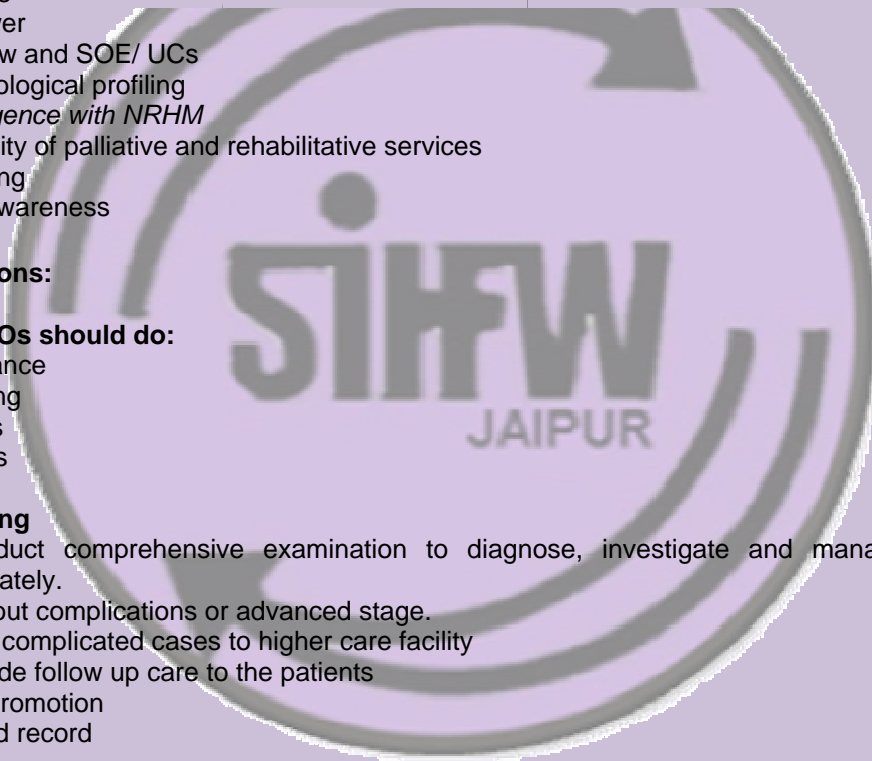 ver
w and SOE/ UCs
ological profiling
gence with NRHM
ity of palliative and rehabilitative services
ng
wareness
ons:
Os should do:
ance
ng
s
s
ng
duct comprehensive examination to diagnose, investigate and mana
ately.
out complications or advanced stage.
complicated cases to higher care facility
de follow up care to the patients
romotion
d record
SIHFW
JAIPUR